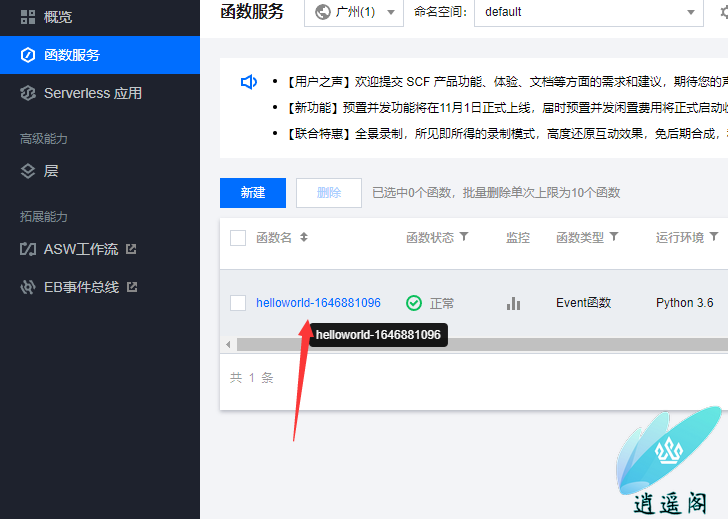 概览
函数服务
Serverless 应用
高级能力
层
拓展能力
ASW工作流
EB事件总线
函数服务 广州(1) 命名空间： default
• 【用户之声】欢迎提交 SCF 产品功能、体验、文档等方面的需求和建议，期待您的
• 【新功能】预置并发功能将在11月1日正式上线，届时预置并发闲置费用将正式启动
• 【联合特惠】全景录制，所见即所得的录制模式，高度还原互动效果，免后期合成，
新建 删除 已选中0个函数，批量删除单次上限为10个函数
函数名 函数状态 监控 函数类型 运行环境
helloworld-1646881096 正常 Event函数 Python 3.6
helloworld-1646881096
共 1 条
逍遥阁